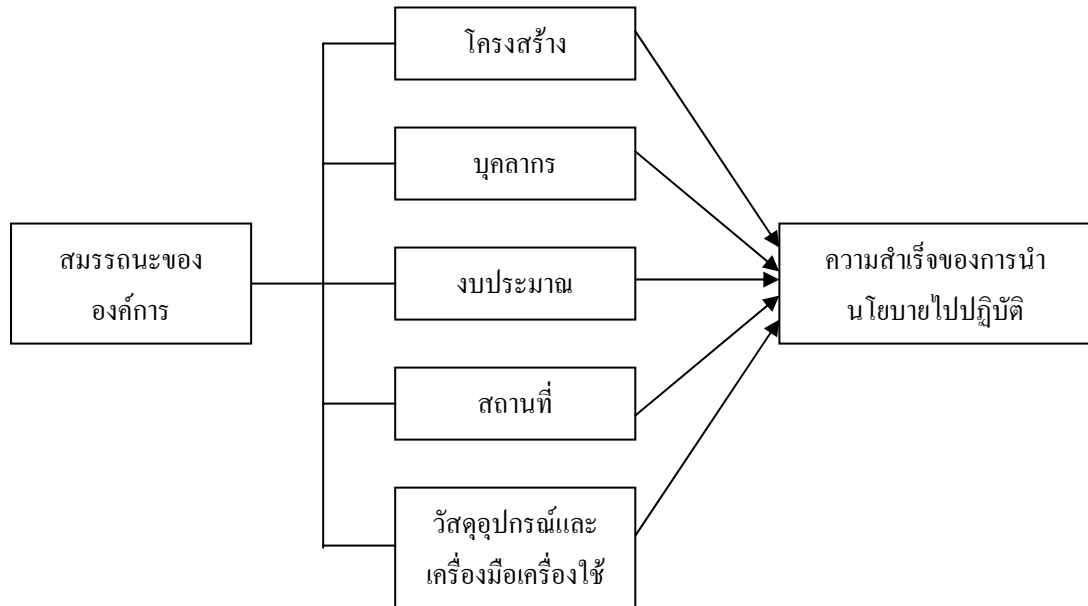 โครงสร้าง
บุคลากร
สมรรถนะของ
องค์การ
งบประมาณ
ความสำเร็จของการนำ
นโยบายไปปฏิบัติ
สถานที่
วัสดุอุปกรณ์และ
เครื่องมือเครื่องใช้